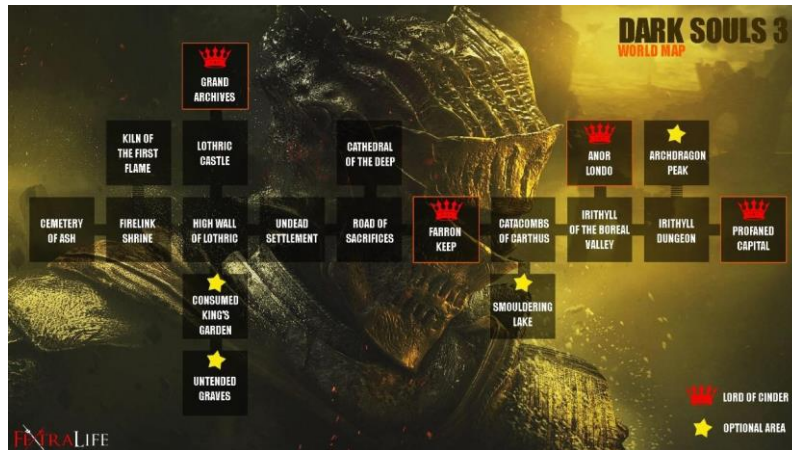 DARK SOULS 3
WORLD MAP
GRAND
ARCHIVES
KILN OF
THE FIRST
FLAME
LOTHRIC
CASTLE
CATHEDRAL
OF THE DEEP
ANOR
LONDO
ARCHDRAGON
PEAK
CEMETERY
OF ASH
FIRELINK
SHRINE
HIGH WALL
OF LOTHRIC
UNDEAD
SETTLEMENT
ROAD OF
SACRIFICES
FARRON
KEEP
CATACOMBS
OF CARTHUS
IRITHYLL
OF THE BOREAL
VALLEY
IRITHYLL
DUNGEON
PROFANED
CAPITAL
CONSUMED
KING'S
GARDEN
SMOULDERING
LAKE
UNTENDED
GRAVES
LORD OF CINDER
OPTIONAL AREA
FEXTRALIFE